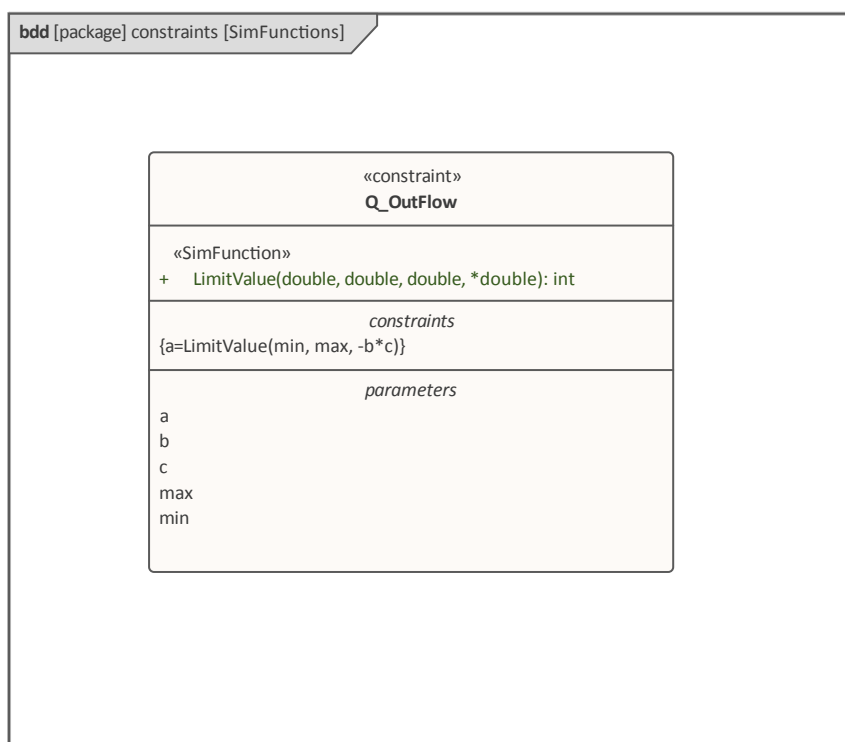 bdd [package] constraints [SimFunctions]
«constraint»
Q_OutFlow
«SimFunction»
+ LimitValue(double, double, double, *double): int
constraints
{a=LimitValue(min, max, -b*c)}
parameters
a
b
c
max
min